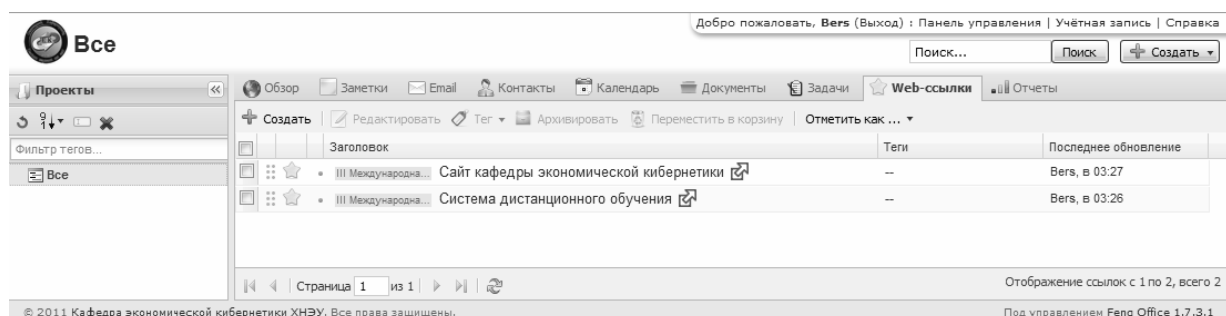 Добро пожаловать, Bers (Выход) : Панель управления | Учётная запись | Справка
Все
Поиск... Поиск Создать
Проекты
Обзор Заметки Email Контакты Календарь Документы Задачи Web-ссылки Отчеты
Создать Редактировать Тег Архивировать Переместить в корзину Отметить как ...
Фильтр тегов...
Заголовок Теги Последнее обновление
Все
III Международна... Сайт кафедры экономической кибернетики -- Bers, в 03:27
III Международна... Система дистанционного обучения -- Bers, в 03:26
Страница 1 из 1
Отображение ссылок с 1 по 2, всего 2
© 2011 Кафедра экономической кибернетики ХНЭУ. Все права защищены. Под управлением Feng Office 1.7.3.1